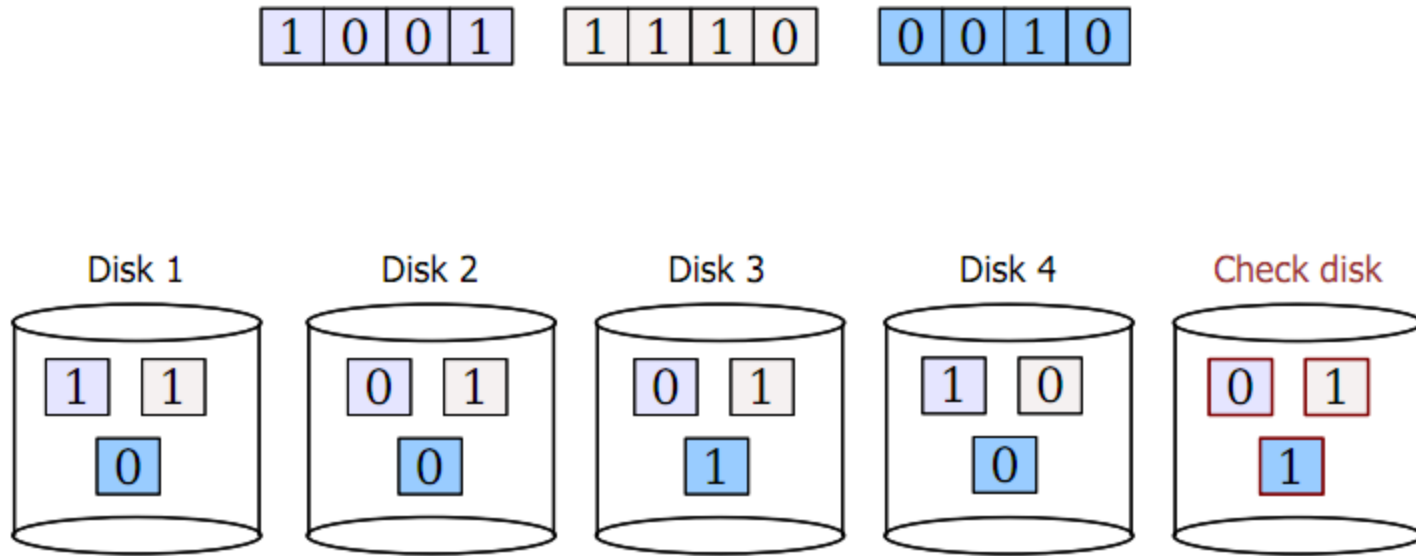 1 0 0 1 1 1 1 0 0 0 1 0
Disk 1 Disk 2 Disk 3 Disk 4 Check disk
1 1 0 1 0 1 1 0 0 1
0 0 1 0 1